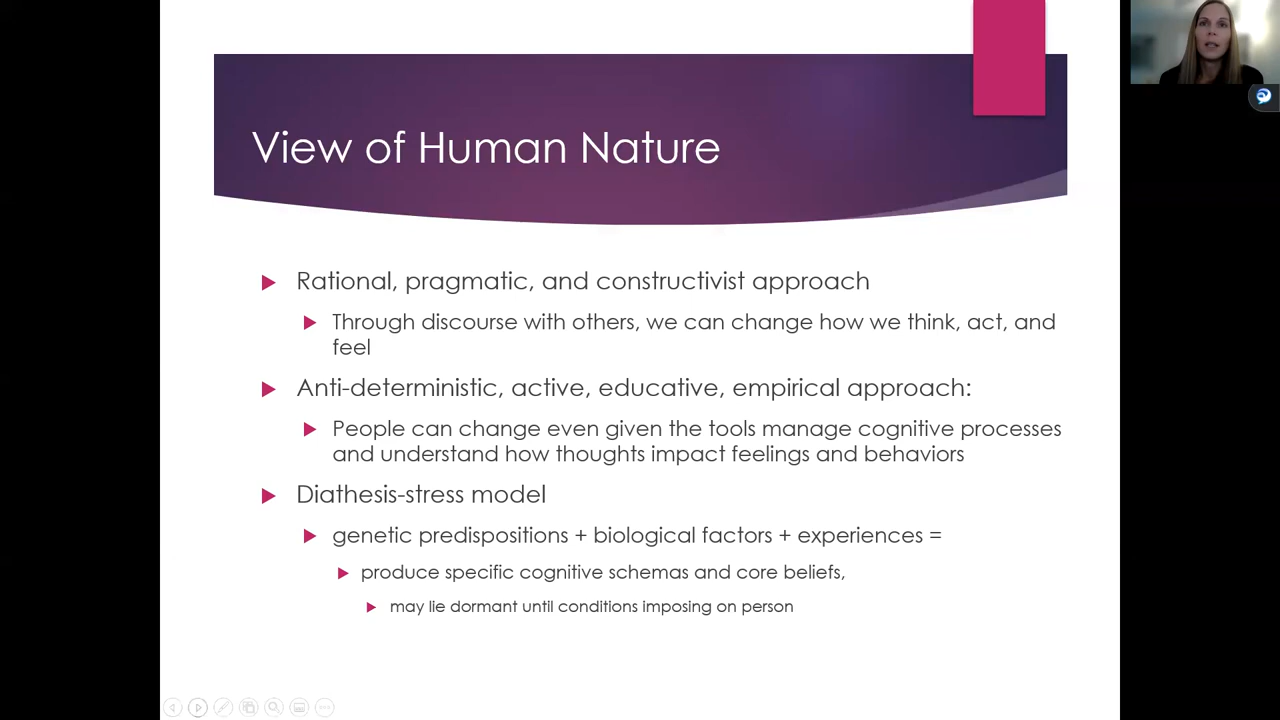 View of Human Nature
Rational, pragmatic, and constructivist approach
Through discourse with others, we can change how we think, act, and
feel
Anti-deterministic, active, educative, empirical approach:
People can change even given the tools manage cognitive processes
and understand how thoughts impact feelings and behaviors
Diathesis-stress model
genetic predispositions + biological factors + experiences =
produce specific cognitive schemas and core beliefs,
may lie dormant until conditions imposing on person